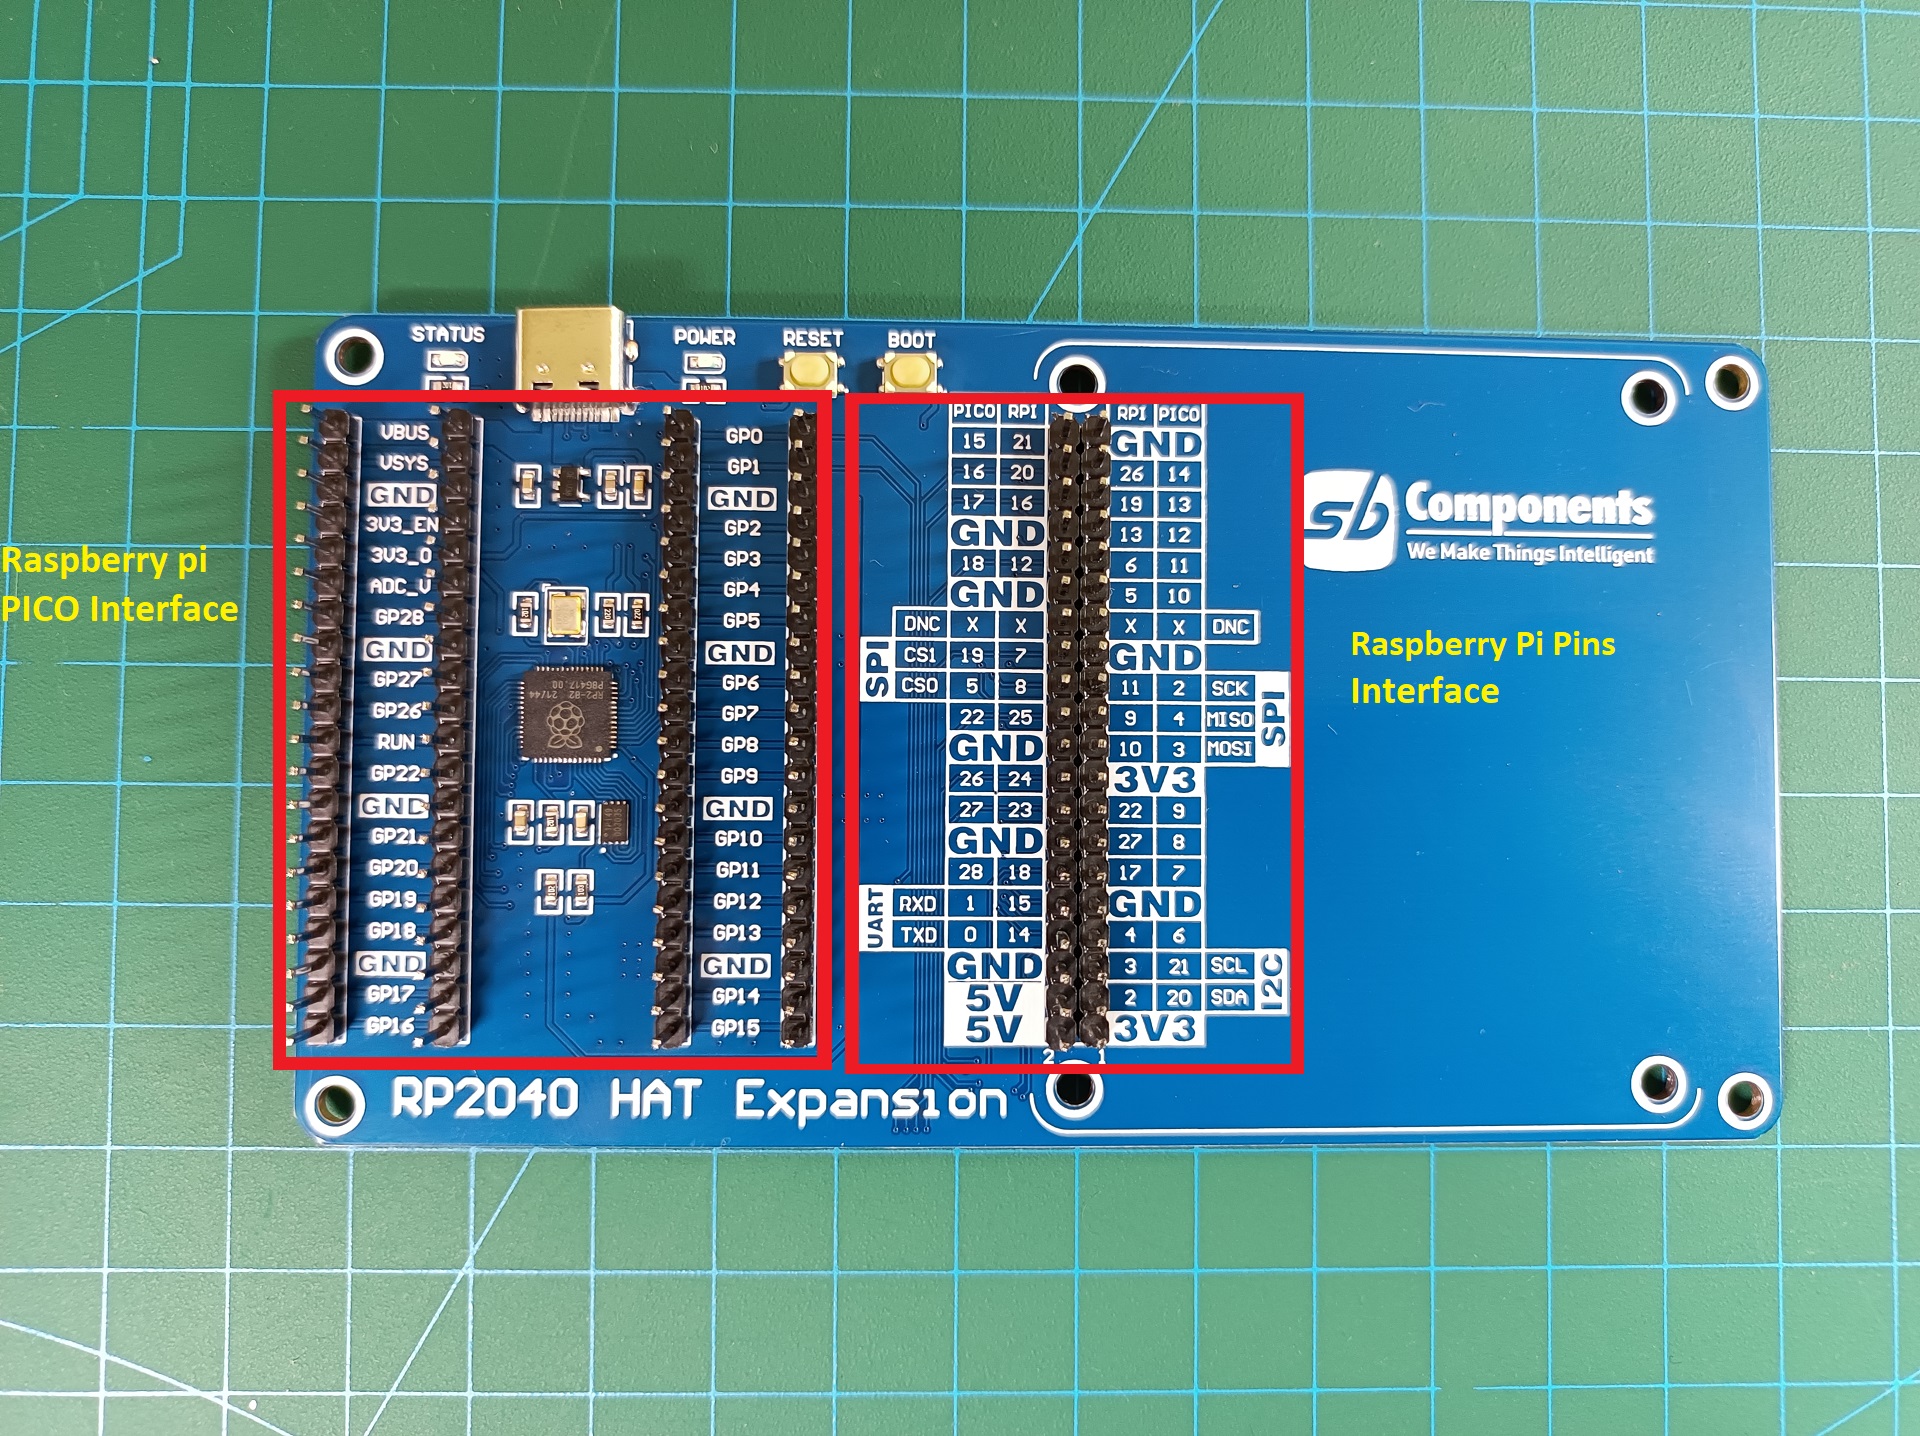 STATUS
POWER
RESET
BOOT
VBUS
VSYS
GND
3V3_EN
3V3_O
ADC_V
GP28
GND
GP27
GP26
RUN
GP22
GND
GP21
GP20
GP19
GP18
GND
GP17
GP16
GP0
GP1
GND
GP2
GP3
GP4
GP5
GND
GP6
GP7
GP8
GP9
GND
GP10
GP11
GP12
GP13
GND
GP14
GP15
RP2-B2 21/44
P8G417.00
PICO RPI
15 21
16 20
17 16
GND
18 12
GND
DNC X X
CS1 19 7
CS0 5 8
SPI
22 25
GND
26 24
27 23
GND
28 18
RXD 1 15
TXD 0 14
UART
GND
5V
5V
2 1
RPI PICO
GND
26 14
19 13
13 12
6 11
5 10
X X DNC
GND
11 2 SCK
9 4 MISO
10 3 MOSI
SPI
3V3
22 9
27 8
17 7
GND
4 6
3 21 SCL
2 20 SDA
I2C
3V3
sb Components
We Make Things Intelligent
Raspberry pi
PICO Interface
Raspberry Pi Pins
Interface
RP2040 HAT Expansion